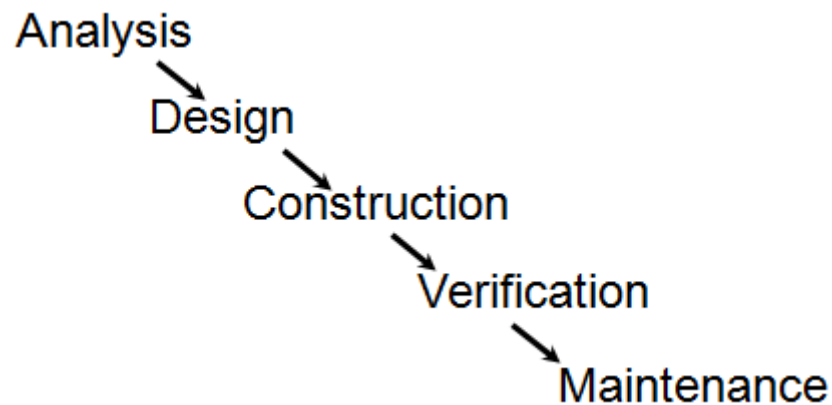 Analysis
Design
Construction
Verification
Maintenance